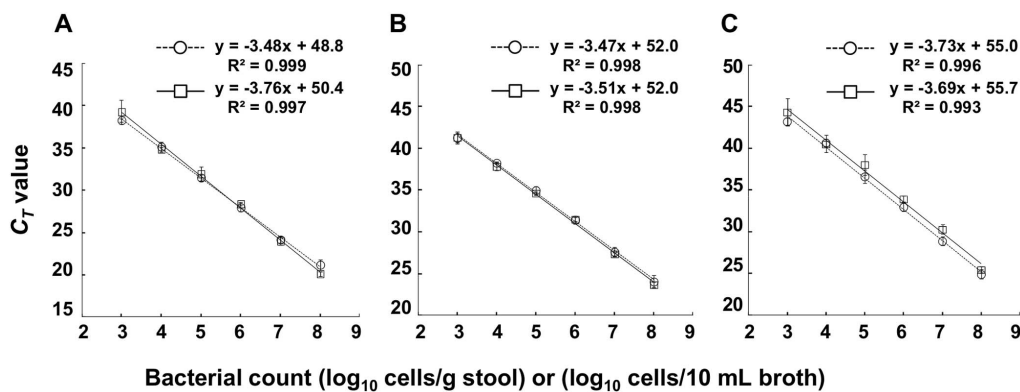 A
y = -3.48x + 48.8
R² = 0.999
y = -3.76x + 50.4
R² = 0.997
45
40
35
30
25
20
15
2 3 4 5 6 7 8 9
B
y = -3.47x + 52.0
R² = 0.998
y = -3.51x + 52.0
R² = 0.998
50
45
40
35
30
25
20
2 3 4 5 6 7 8 9
C
y = -3.73x + 55.0
R² = 0.996
y = -3.69x + 55.7
R² = 0.993
50
45
40
35
30
25
20
2 3 4 5 6 7 8 9
C_T value
Bacterial count (log₁₀ cells/g stool) or (log₁₀ cells/10 mL broth)